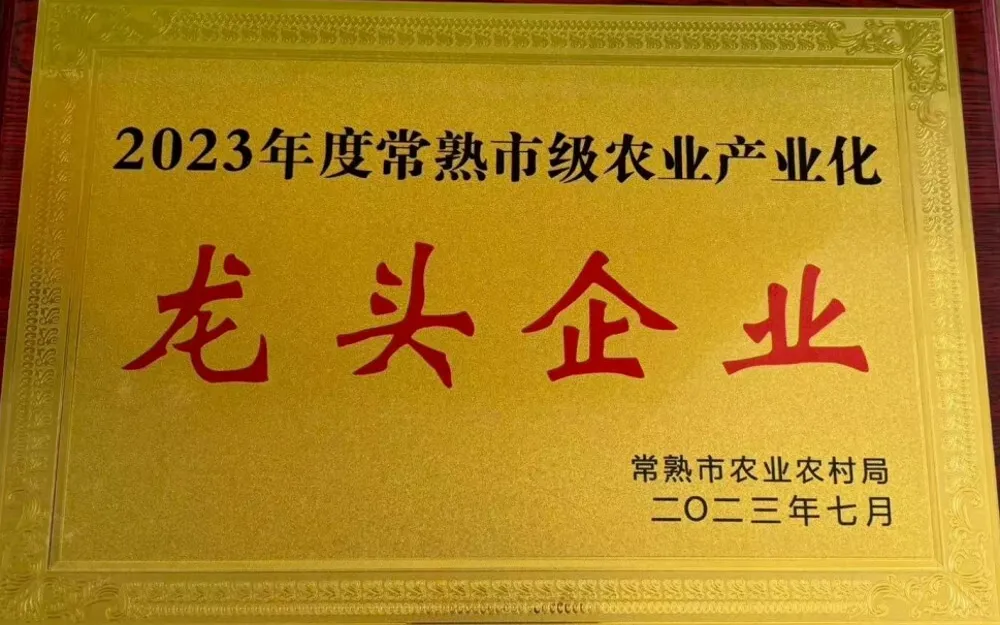 2023年度常熟市级农业产业化
龙头企业
常熟市农业农村局
二〇二三年七月